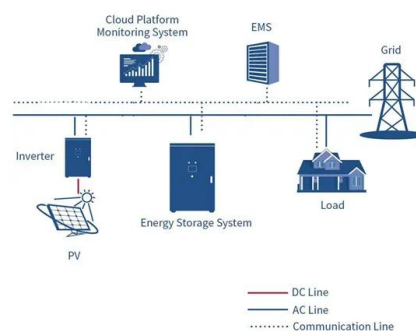 Cloud Platform
Monitoring System
EMS
Grid
Inverter
Energy Storage System
Load
PV
DC Line
AC Line
Communication Line